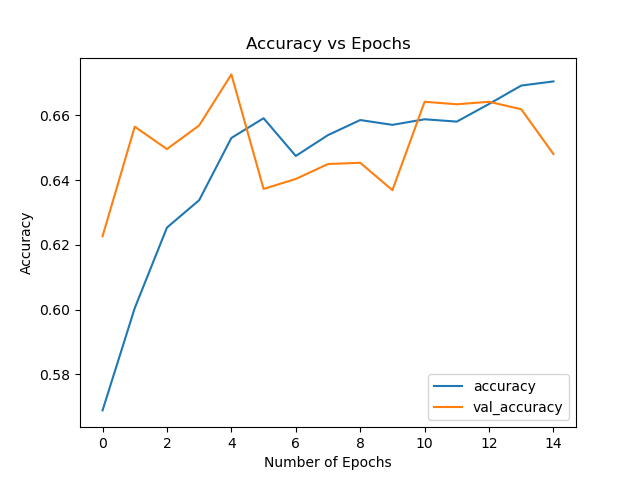 Accuracy vs Epochs
Accuracy
0.66
0.64
0.62
0.60
0.58
accuracy
val_accuracy
0 2 4 6 8 10 12 14
Number of Epochs